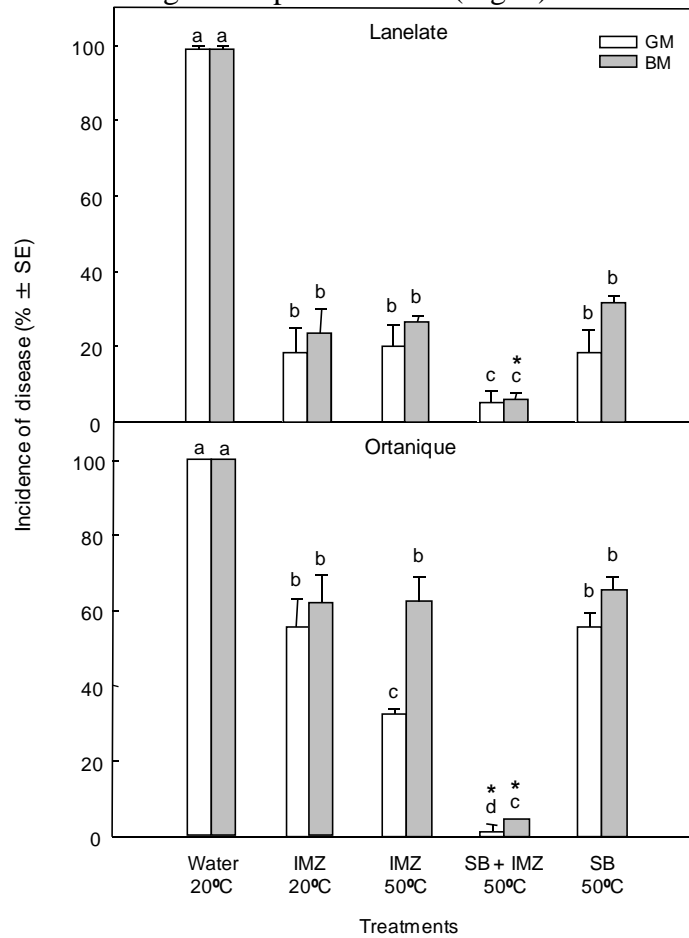 Lanelate
GM
BM
a a
100
80
60
40
20
0
b b
b b
c
*
c
b b
Incidence of disease (% ± SE)
Ortanique
a a
100
80
60
40
20
0
b b
c b
*
d
*
c
b b
Water IMZ IMZ SB + IMZ SB
20ºC 20ºC 50ºC 50ºC 50ºC
Treatments